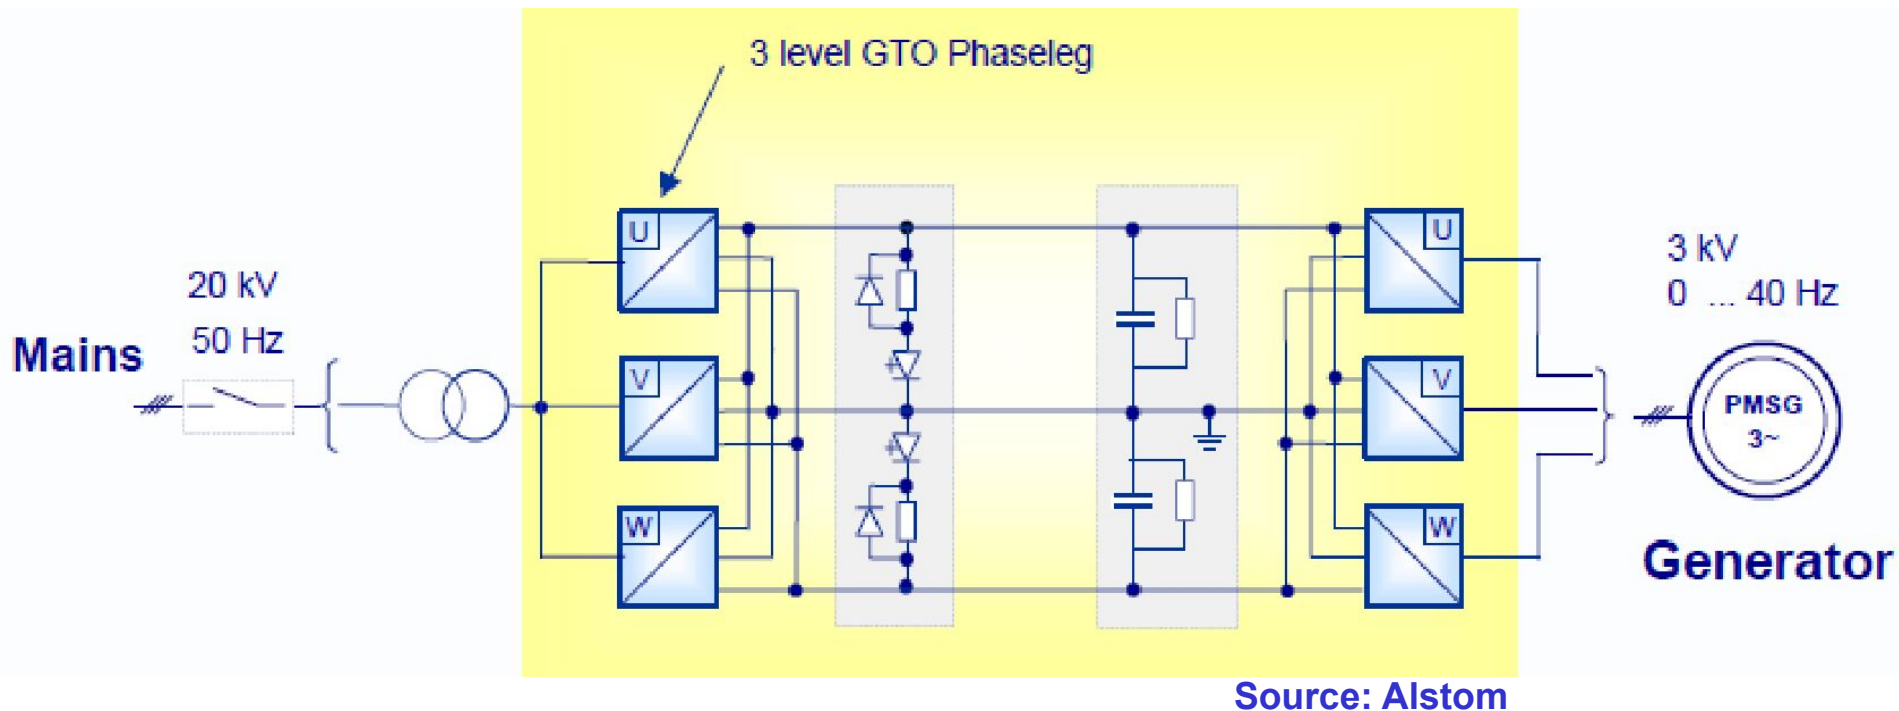 3 level GTO Phaseleg
20 kV
50 Hz
Mains
U
V
W
U
V
W
3 kV
0 ... 40 Hz
PMSG
3~
Generator
Source: Alstom